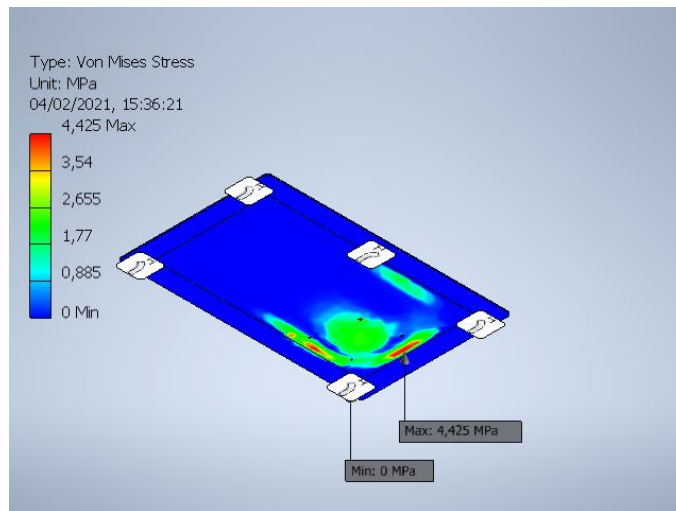 Type: Von Mises Stress
Unit: MPa
04/02/2021, 15:36:21
4,425 Max
3,54
2,655
1,77
0,885
0 Min
Max: 4,425 MPa
Min: 0 MPa